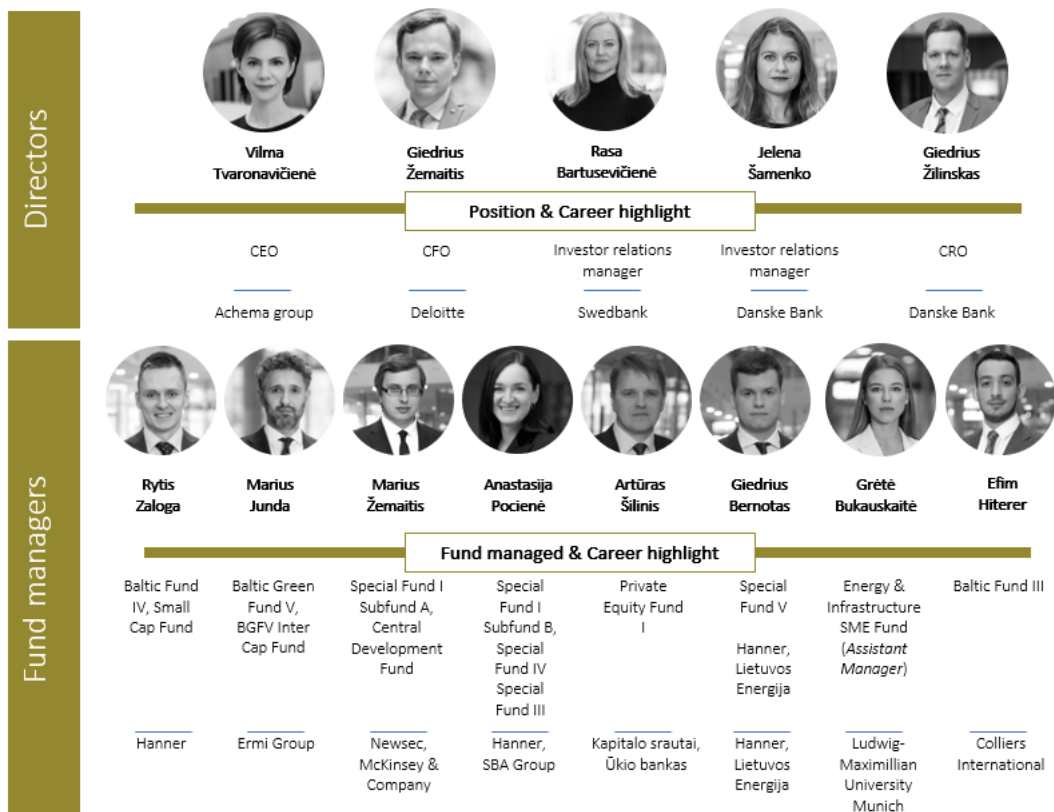 Directors
Vilma
Tvaronavičienė
Giedrius
Žemaitis
Rasa
Bartusevičienė
Jelena
Šamenko
Giedrius
Žilinskas
Position & Career highlight
CEO
CFO
Investor relations
manager
Investor relations
manager
CRO
Achema group
Deloitte
Swedbank
Danske Bank
Danske Bank
Fund managers
Rytis
Zaloga
Marius
Junda
Marius
Žemaitis
Anastasija
Pocienė
Artūras
Šilinis
Giedrius
Bernotas
Grėtė
Bukauskaitė
Efim
Hiterer
Fund managed & Career highlight
Baltic Fund
IV, Small
Cap Fund
Baltic Green
Fund V,
BGFV Inter
Cap Fund
Special Fund I
Subfund A,
Central
Development
Fund
Special
Fund I
Subfund B,
Special
Fund IV
Special
Fund III
Private
Equity Fund
I
Special
Fund V
Hanner,
Lietuvos
Energija
Energy &
Infrastructure
SME Fund
(Assistant
Manager)
Baltic Fund III
Hanner
Ermi Group
Newsec,
McKinsey &
Company
Hanner,
SBA Group
Kapitalo srautai,
Ūkio bankas
Hanner,
Lietuvos
Energija
Ludwig-
Maximillian
University
Munich
Colliers
International